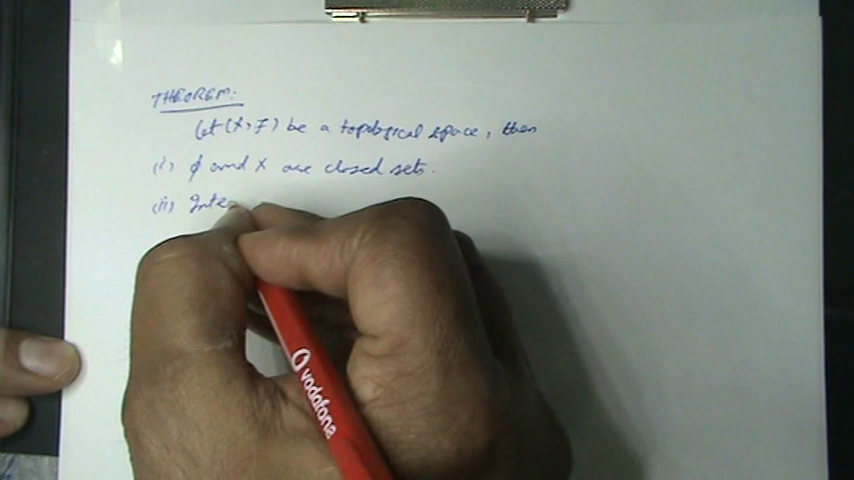 THEOREM:
Let (X, T) be a topological space, then
(i) φ and X are closed sets.
(ii) Inte
vodafone